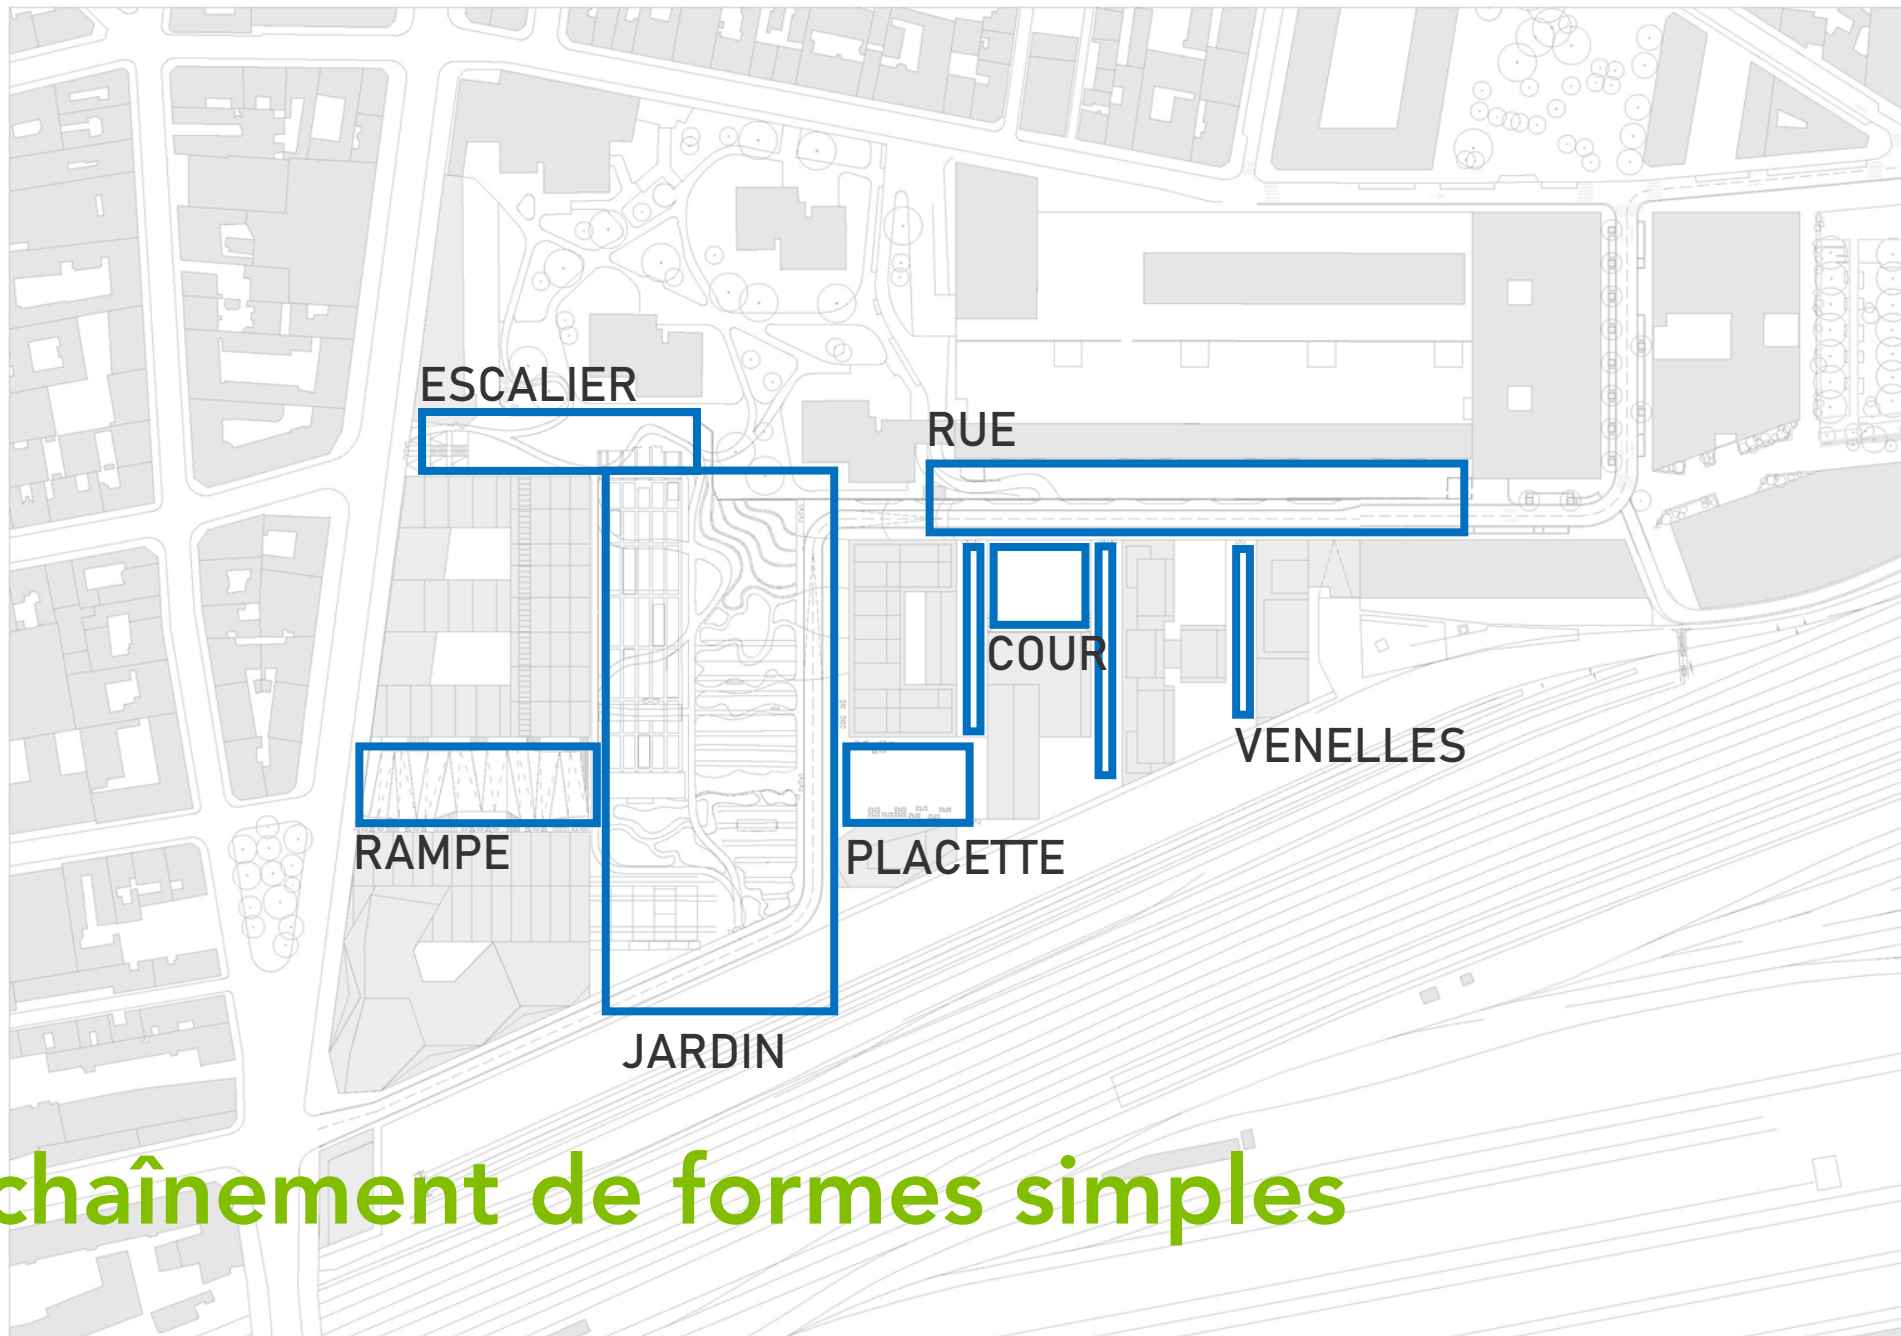 ESCALIER
RUE
COUR
VENELLES
RAMPE
PLACETTE
JARDIN
chaînement de formes simples